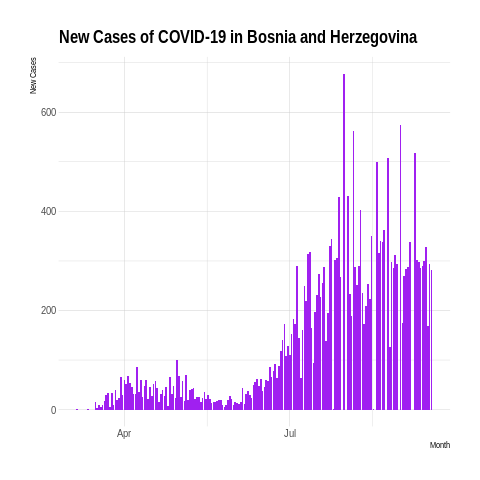 New Cases of COVID-19 in Bosnia and Herzegovina
New Cases
600
400
200
0
Apr
Jul
Month